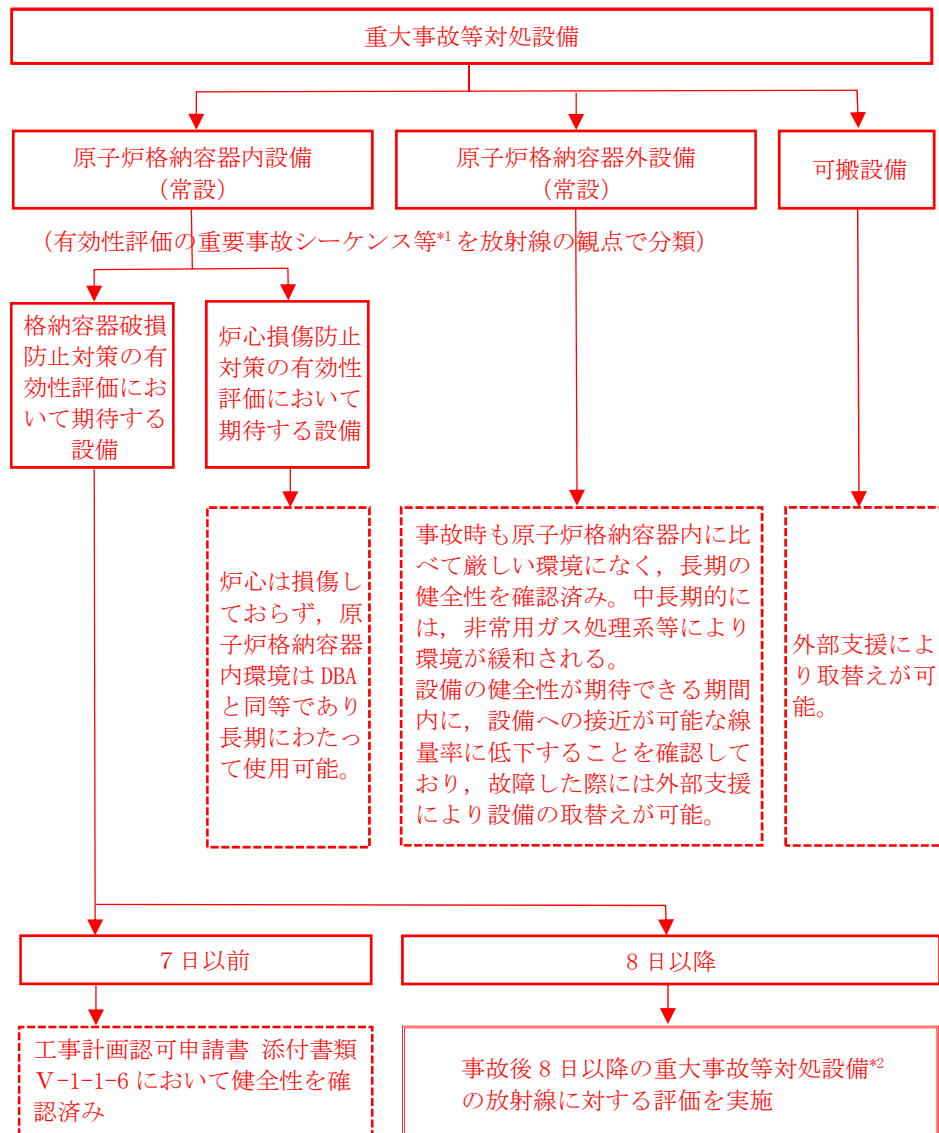 重大事故等対処設備
原子炉格納容器内設備
（常設）
原子炉格納容器外設備
（常設）
可搬設備
（有効性評価の重要事故シーケンス等*1を放射線の観点で分類）
格納容器破損
防止対策の有
効性評価にお
いて期待する
設備
炉心損傷防止
対策の有効性
評価において
期待する設備
炉心は損傷し
ておらず，原
子炉格納容器
内環境は DBA
と同等であり
長期にわたっ
て使用可能。
事故時も原子炉格納容器内に比
べて厳しい環境になく，長期の
健全性を確認済み。中長期的に
は，非常用ガス処理系等により
環境が緩和される。
設備の健全性が期待できる期間
内に，設備への接近が可能な線
量率に低下することを確認して
おり，故障した際には外部支援
により設備の取替えが可能。
外部支援によ
り取替えが可
能。
７日以前
８日以降
工事計画認可申請書 添付書類
Ⅴ-1-1-6 において健全性を確
認済み
事故後８日以降の重大事故等対処設備*2
の放射線に対する評価を実施